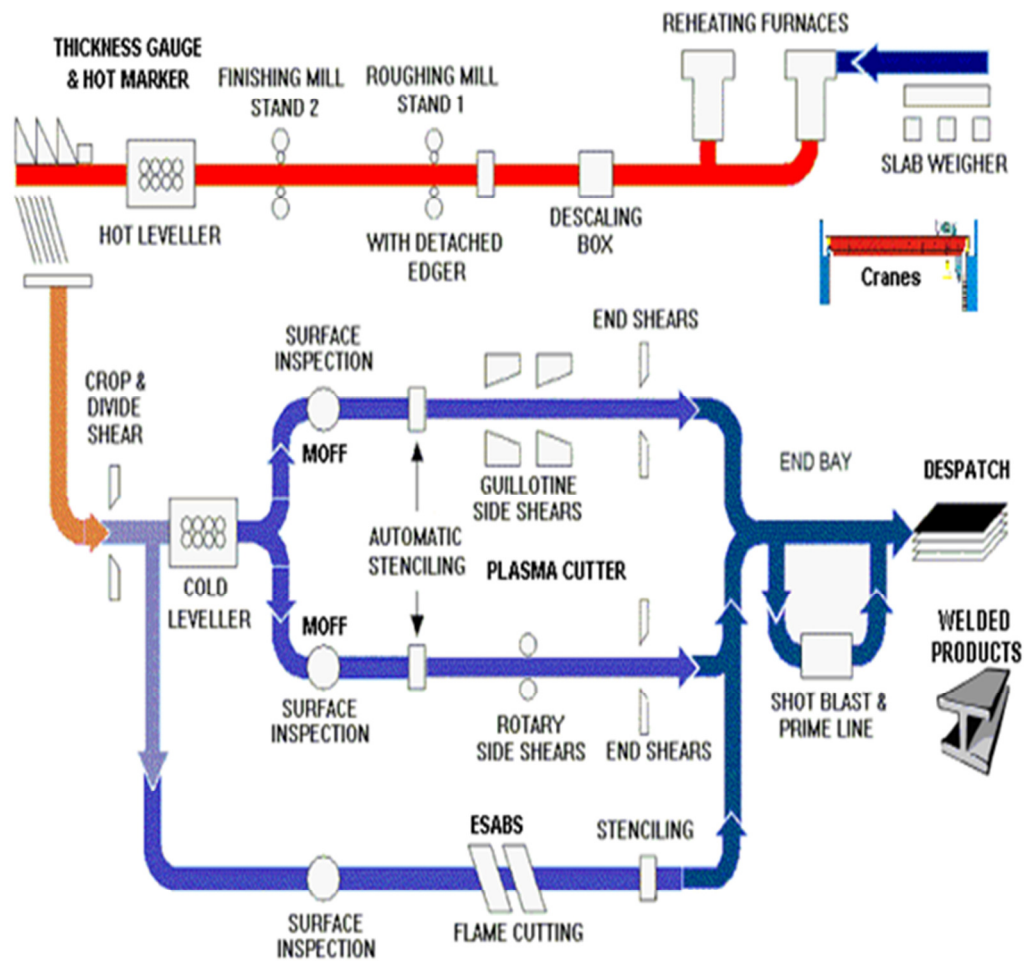 REHEATING FURNACES
THICKNESS GAUGE
& HOT MARKER
FINISHING MILL
STAND 2
ROUGHING MILL
STAND 1
SLAB WEIGHER
HOT LEVELLER
WITH DETACHED
EDGER
DESCALING
BOX
Cranes
SURFACE
INSPECTION
END SHEARS
CROP &
DIVIDE
SHEAR
MOFF
GUILLOTINE
SIDE SHEARS
END BAY
DESPATCH
AUTOMATIC
STENCILING
PLASMA CUTTER
COLD
LEVELLER
MOFF
WELDED
PRODUCTS
SURFACE
INSPECTION
ROTARY
SIDE SHEARS
END SHEARS
SHOT BLAST &
PRIME LINE
ESABS
STENCILING
SURFACE
INSPECTION
FLAME CUTTING